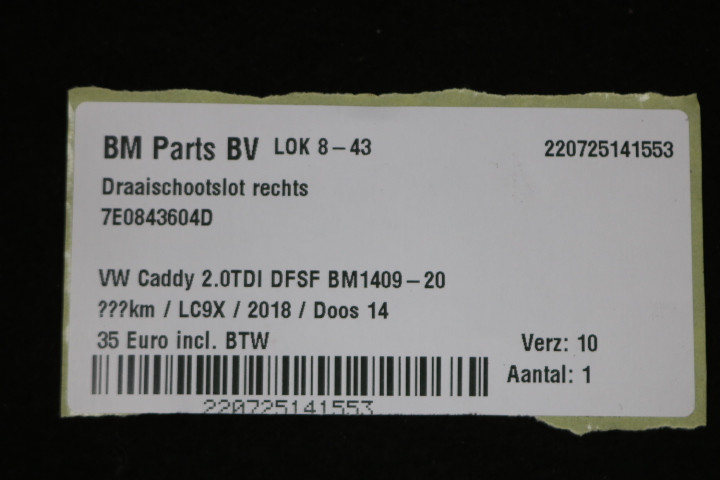 BM Parts BV LOK 8-43 220725141553
Draaischootslot rechts
7E0843604D
VW Caddy 2.0TDI DFSF BM1409-20
???km / LC9X / 2018 / Doos 14
35 Euro incl. BTW
Verz: 10
Aantal: 1
220725141553